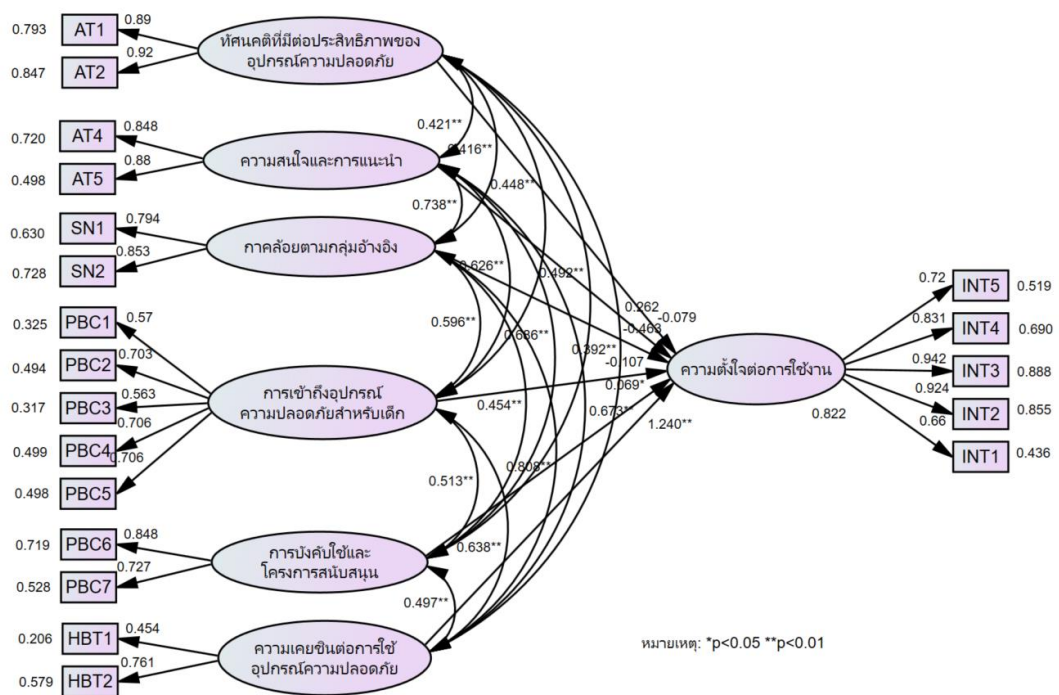 0.793
AT1
0.89
0.847
AT2
0.92
ทัศนคติที่มีต่อประสิทธิภาพของ
อุปกรณ์ความปลอดภัย
0.720
AT4
0.848
0.498
AT5
0.88
ความสนใจและการแนะนำ
0.630
SN1
0.794
0.728
SN2
0.853
กาคล้อยตามกลุ่มอ้างอิง
0.325
PBC1
0.57
0.494
PBC2
0.703
0.317
PBC3
0.563
0.499
PBC4
0.706
0.498
PBC5
0.706
การเข้าถึงอุปกรณ์
ความปลอดภัยสำหรับเด็ก
0.719
PBC6
0.848
0.528
PBC7
0.727
การบังคับใช้และ
โครงการสนับสนุน
0.206
HBT1
0.454
0.579
HBT2
0.761
ความเคยชินต่อการใช้
อุปกรณ์ความปลอดภัย
0.421**
0.416**
0.448**
0.738**
0.626**
0.492**
0.262
-0.079
0.596**
0.686**
-0.463
0.392**
-0.107
0.069*
0.454**
0.673**
1.240**
0.513**
0.808**
0.638**
0.497**
ความตั้งใจต่อการใช้งาน
0.822
0.72
INT5
0.519
0.831
INT4
0.690
0.942
INT3
0.888
0.924
INT2
0.855
0.66
INT1
0.436
หมายเหตุ: *p<0.05 **p<0.01